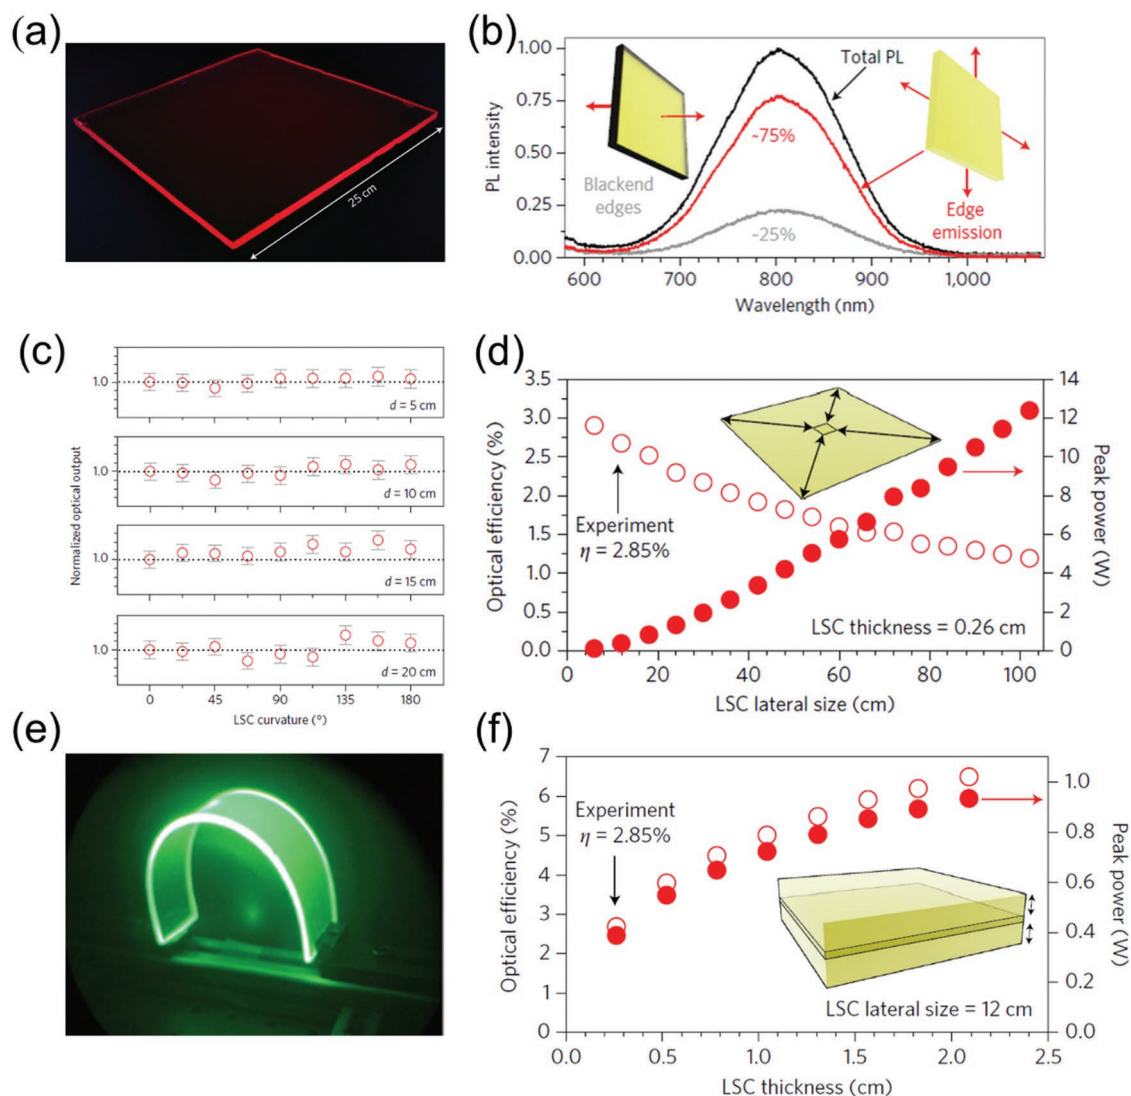 (a)
25 cm
(b)
1.00
0.75
0.50
0.25
0.00
PL intensity
Total PL
~75%
~25%
Blackend
edges
Edge
emission
600 700 800 900 1,000
Wavelength (nm)
(c)
Normalized optical output
1.0
d = 5 cm
1.0
d = 10 cm
1.0
d = 15 cm
1.0
d = 20 cm
0 45 90 135 180
LSC curvature (°)
(d)
3.5
3.0
2.5
2.0
1.5
1.0
0.5
0.0
Optical efficiency (%)
Experiment
η = 2.85%
LSC thickness = 0.26 cm
14
12
10
8
6
4
2
0
Peak power (W)
0 20 40 60 80 100
LSC lateral size (cm)
(e)
(f)
7
6
5
4
3
2
1
0
Optical efficiency (%)
Experiment
η = 2.85%
LSC lateral size = 12 cm
1.0
0.8
0.6
0.4
0.2
0.0
Peak power (W)
0.0 0.5 1.0 1.5 2.0 2.5
LSC thickness (cm)